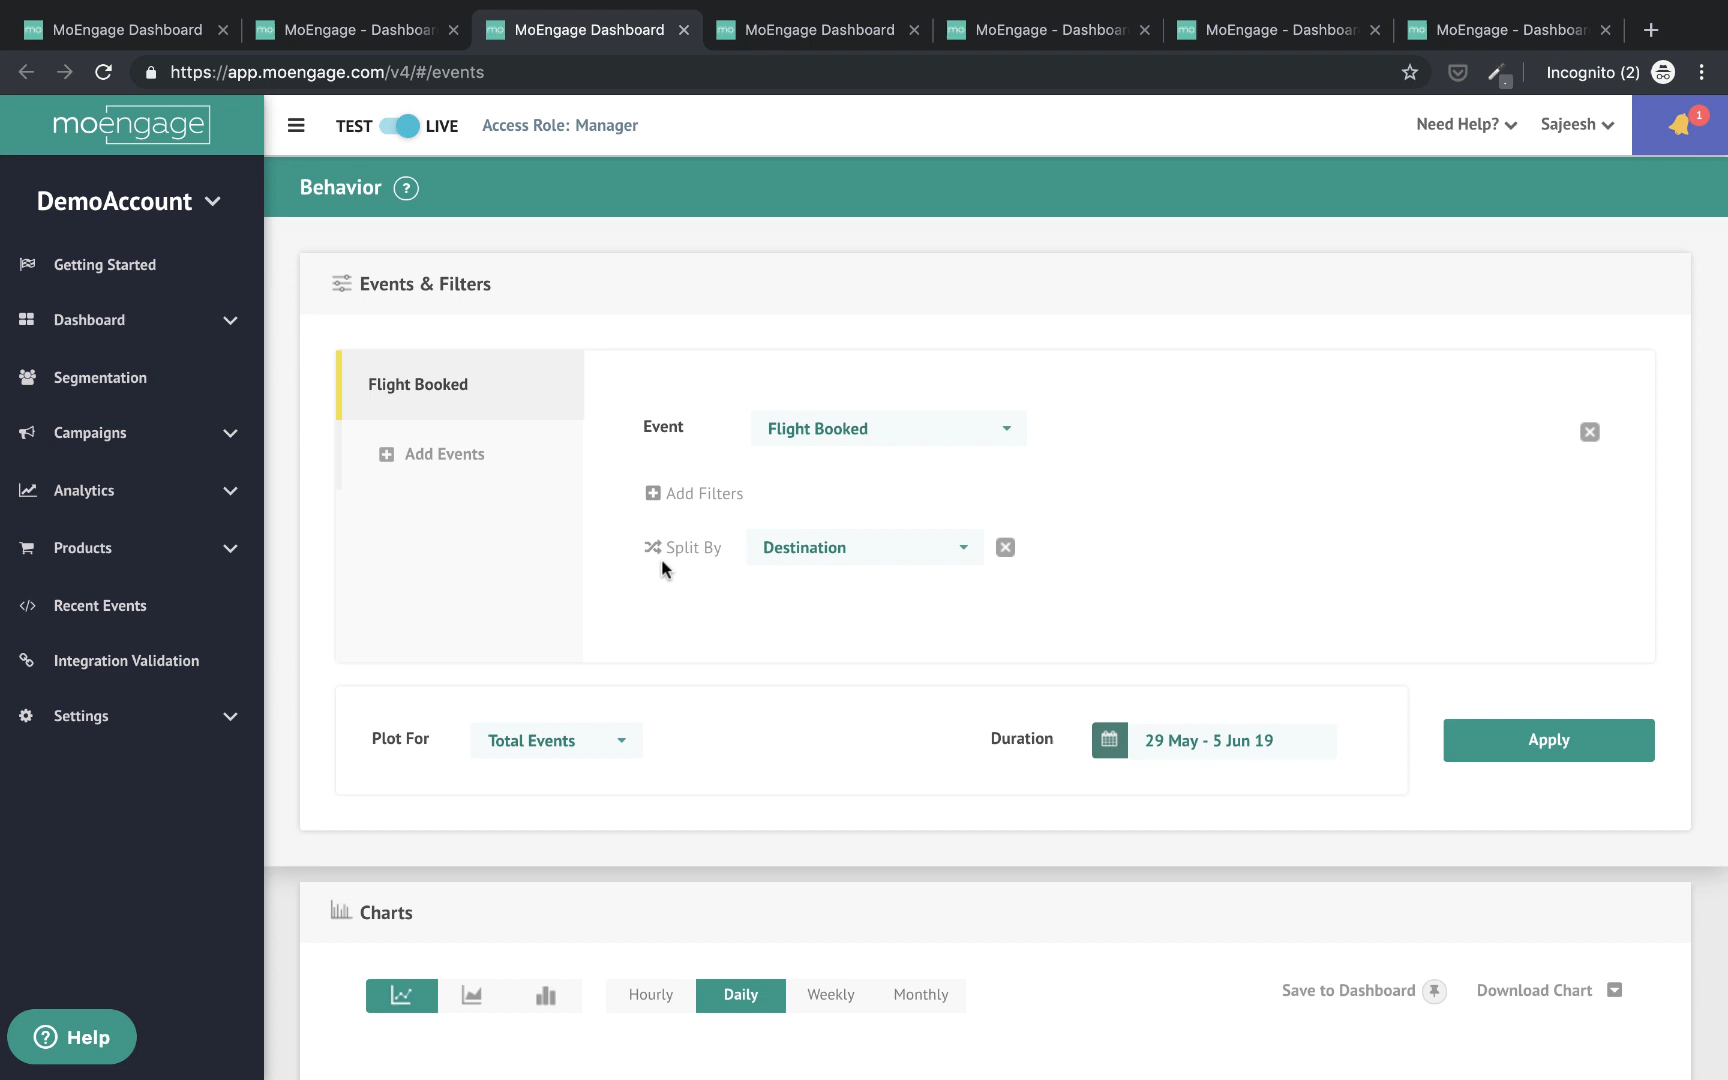 MoEngage Dashboard
MoEngage - Dashboar
MoEngage Dashboard
MoEngage Dashboard
MoEngage - Dashboar
MoEngage - Dashboar
MoEngage - Dashboar
https://app.moengage.com/v4/#/events
Incognito (2)
moengage
TEST LIVE Access Role: Manager
Need Help? Sajeesh 1
DemoAccount
Getting Started
Dashboard
Segmentation
Campaigns
Analytics
Products
Recent Events
Integration Validation
Settings
Help
Behavior ?
Events & Filters
Flight Booked
Add Events
Event Flight Booked
Add Filters
Split By Destination
Plot For Total Events
Duration 29 May - 5 Jun 19
Apply
Charts
Hourly Daily Weekly Monthly
Save to Dashboard Download Chart